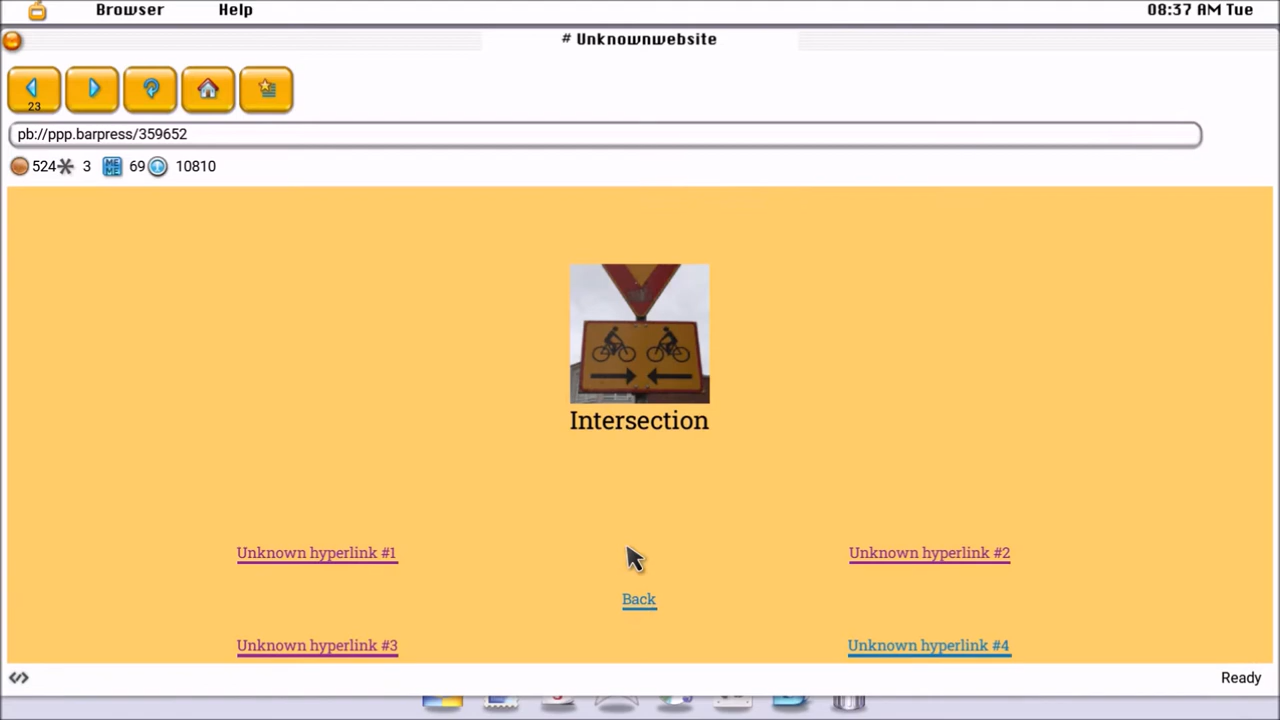 Browser Help 08:37 AM Tue
# Unknownwebsite
23
pb://ppp.barpress/359652
524 3 MEME 69 10810
Intersection
Unknown hyperlink #1 Unknown hyperlink #2
Back
Unknown hyperlink #3 Unknown hyperlink #4
Ready